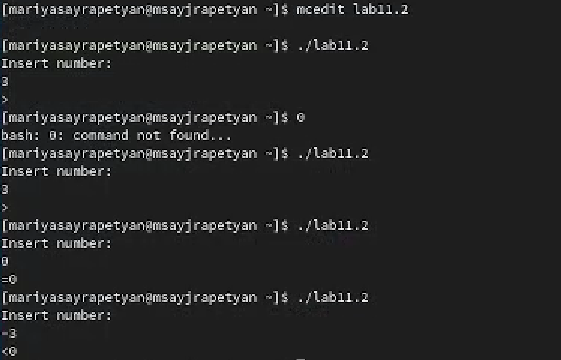 [mariyasayrapetyan@msayjrapetyan ~]$ mcedit lab11.2
[mariyasayrapetyan@msayjrapetyan ~]$ ./lab11.2
Insert number:
3
>
[mariyasayrapetyan@msayjrapetyan ~]$ 0
bash: 0: command not found...
[mariyasayrapetyan@msayjrapetyan ~]$ ./lab11.2
Insert number:
3
>
[mariyasayrapetyan@msayjrapetyan ~]$ ./lab11.2
Insert number:
0
=0
[mariyasayrapetyan@msayjrapetyan ~]$ ./lab11.2
Insert number:
-3
<0